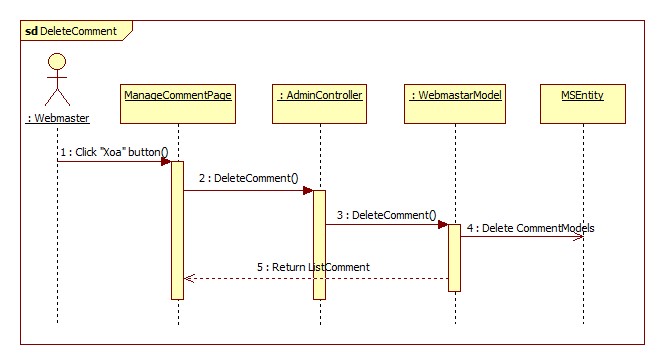 sd DeleteComment
: Webmaster
ManageCommentPage
: AdminController
: WebmastarModel
MSEntity
1 : Click "Xoa" button()
2 : DeleteComment()
3 : DeleteComment()
4 : Delete CommentModels
5 : Return ListComment